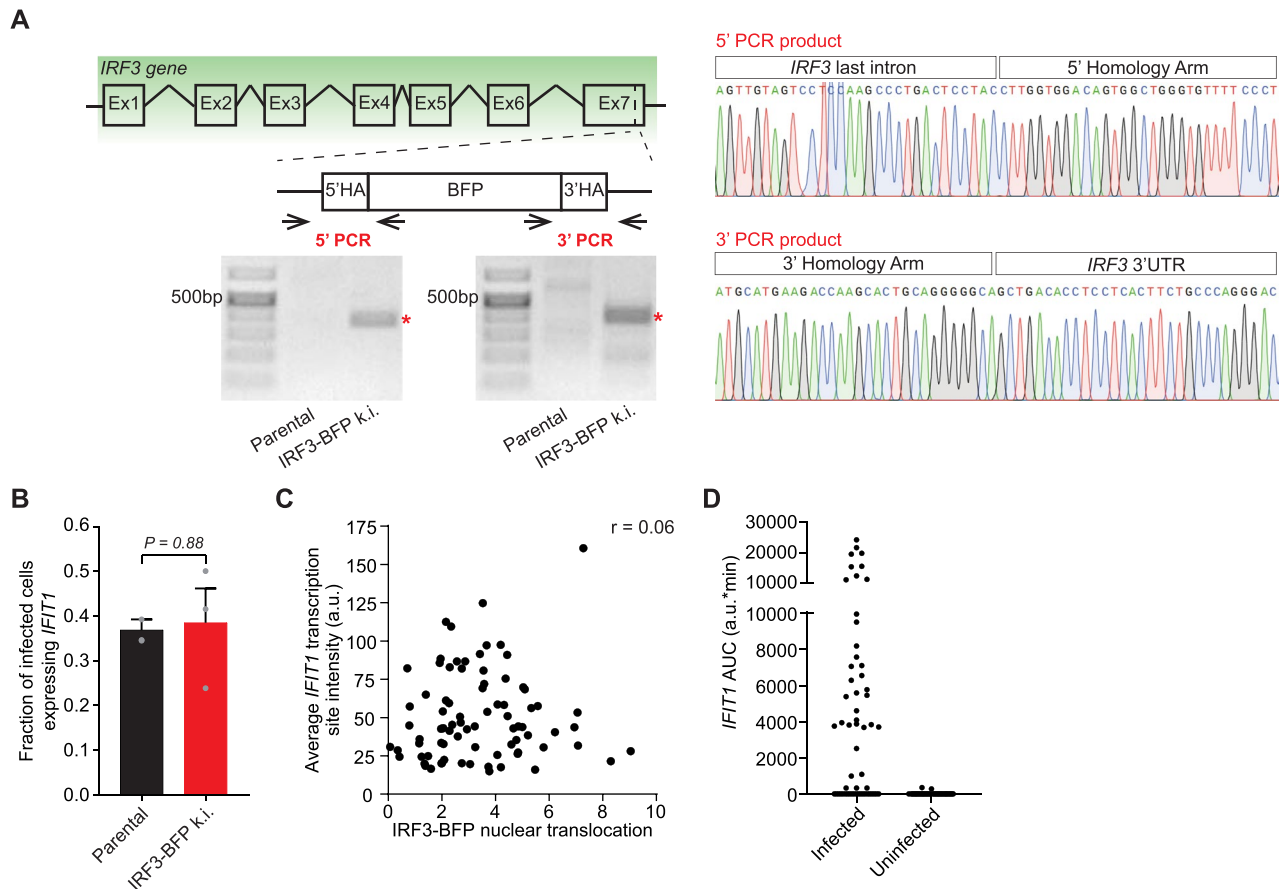 A
IRF3 gene
Ex1 Ex2 Ex3 Ex4 Ex5 Ex6 Ex7
5'HA BFP 3'HA
5' PCR 3' PCR
500bp * 500bp *
Parental IRF3-BFP k.i. Parental IRF3-BFP k.i.
5' PCR product
IRF3 last intron 5' Homology Arm
AGTTGTAGTCCTCCAAGCCCTGACTCCTACCTTGGTGGACAGTGGCTGGGTGTTTTCCCT
3' PCR product
3' Homology Arm IRF3 3'UTR
ATGCATGAAGACCAAGCACTGCAGGGGGCAGCTGACACCTCCTCACTTCTGCCCAGGGAC
B
Fraction of infected cells
expressing IFIT1
0.6
0.5
0.4
0.3
0.2
0.1
0.0
P = 0.88
Parental IRF3-BFP k.i.
C
Average IFIT1 transcription
site intensity (a.u.)
175
150
125
100
75
50
25
0
r = 0.06
0 2 4 6 8 10
IRF3-BFP nuclear translocation
D
IFIT1 AUC (a.u.*min)
30000
20000
10000
10000
8000
6000
4000
2000
0
Infected Uninfected